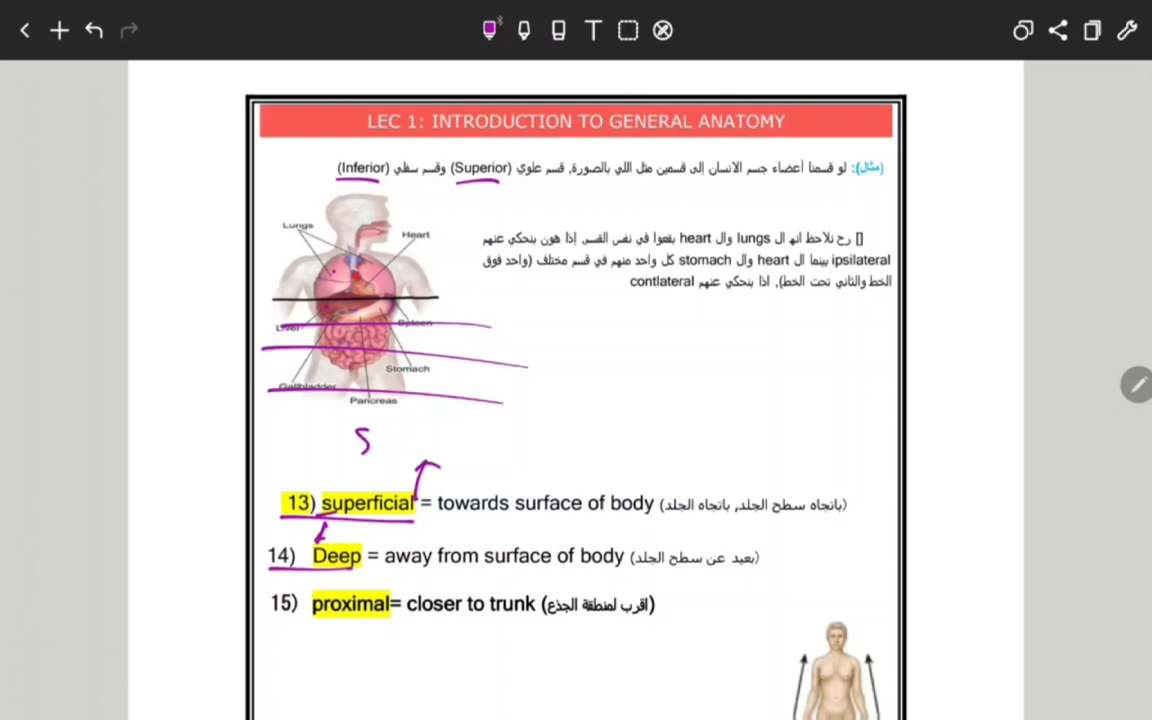 LEC 1: INTRODUCTION TO GENERAL ANATOMY
(مثال): لو قسمنا أعضاء جسم الانسان إلى قسمين مثل اللي بالصورة, قسم علوي (Superior) وقسم سفلي (Inferior)
Lungs
Heart
Liver
Spleen
Stomach
Gallbladder
Pancreas
[] رح نلاحظ انه ال lungs وال heart بقعوا في نفس القسم, إذا هون بنحكي عنهم
ipsilateral بينما ال heart وال stomach كل واحد منهم في قسم مختلف (واحد فوق
الخط والثاني تحت الخط), اذا بنحكي عنهم contlateral
S
13) superficial = towards surface of body (باتجاه سطح الجلد, باتجاه الجلد)
14) Deep = away from surface of body (بعيد عن سطح الجلد)
15) proximal= closer to trunk (اقرب لمنطقة الجذع)